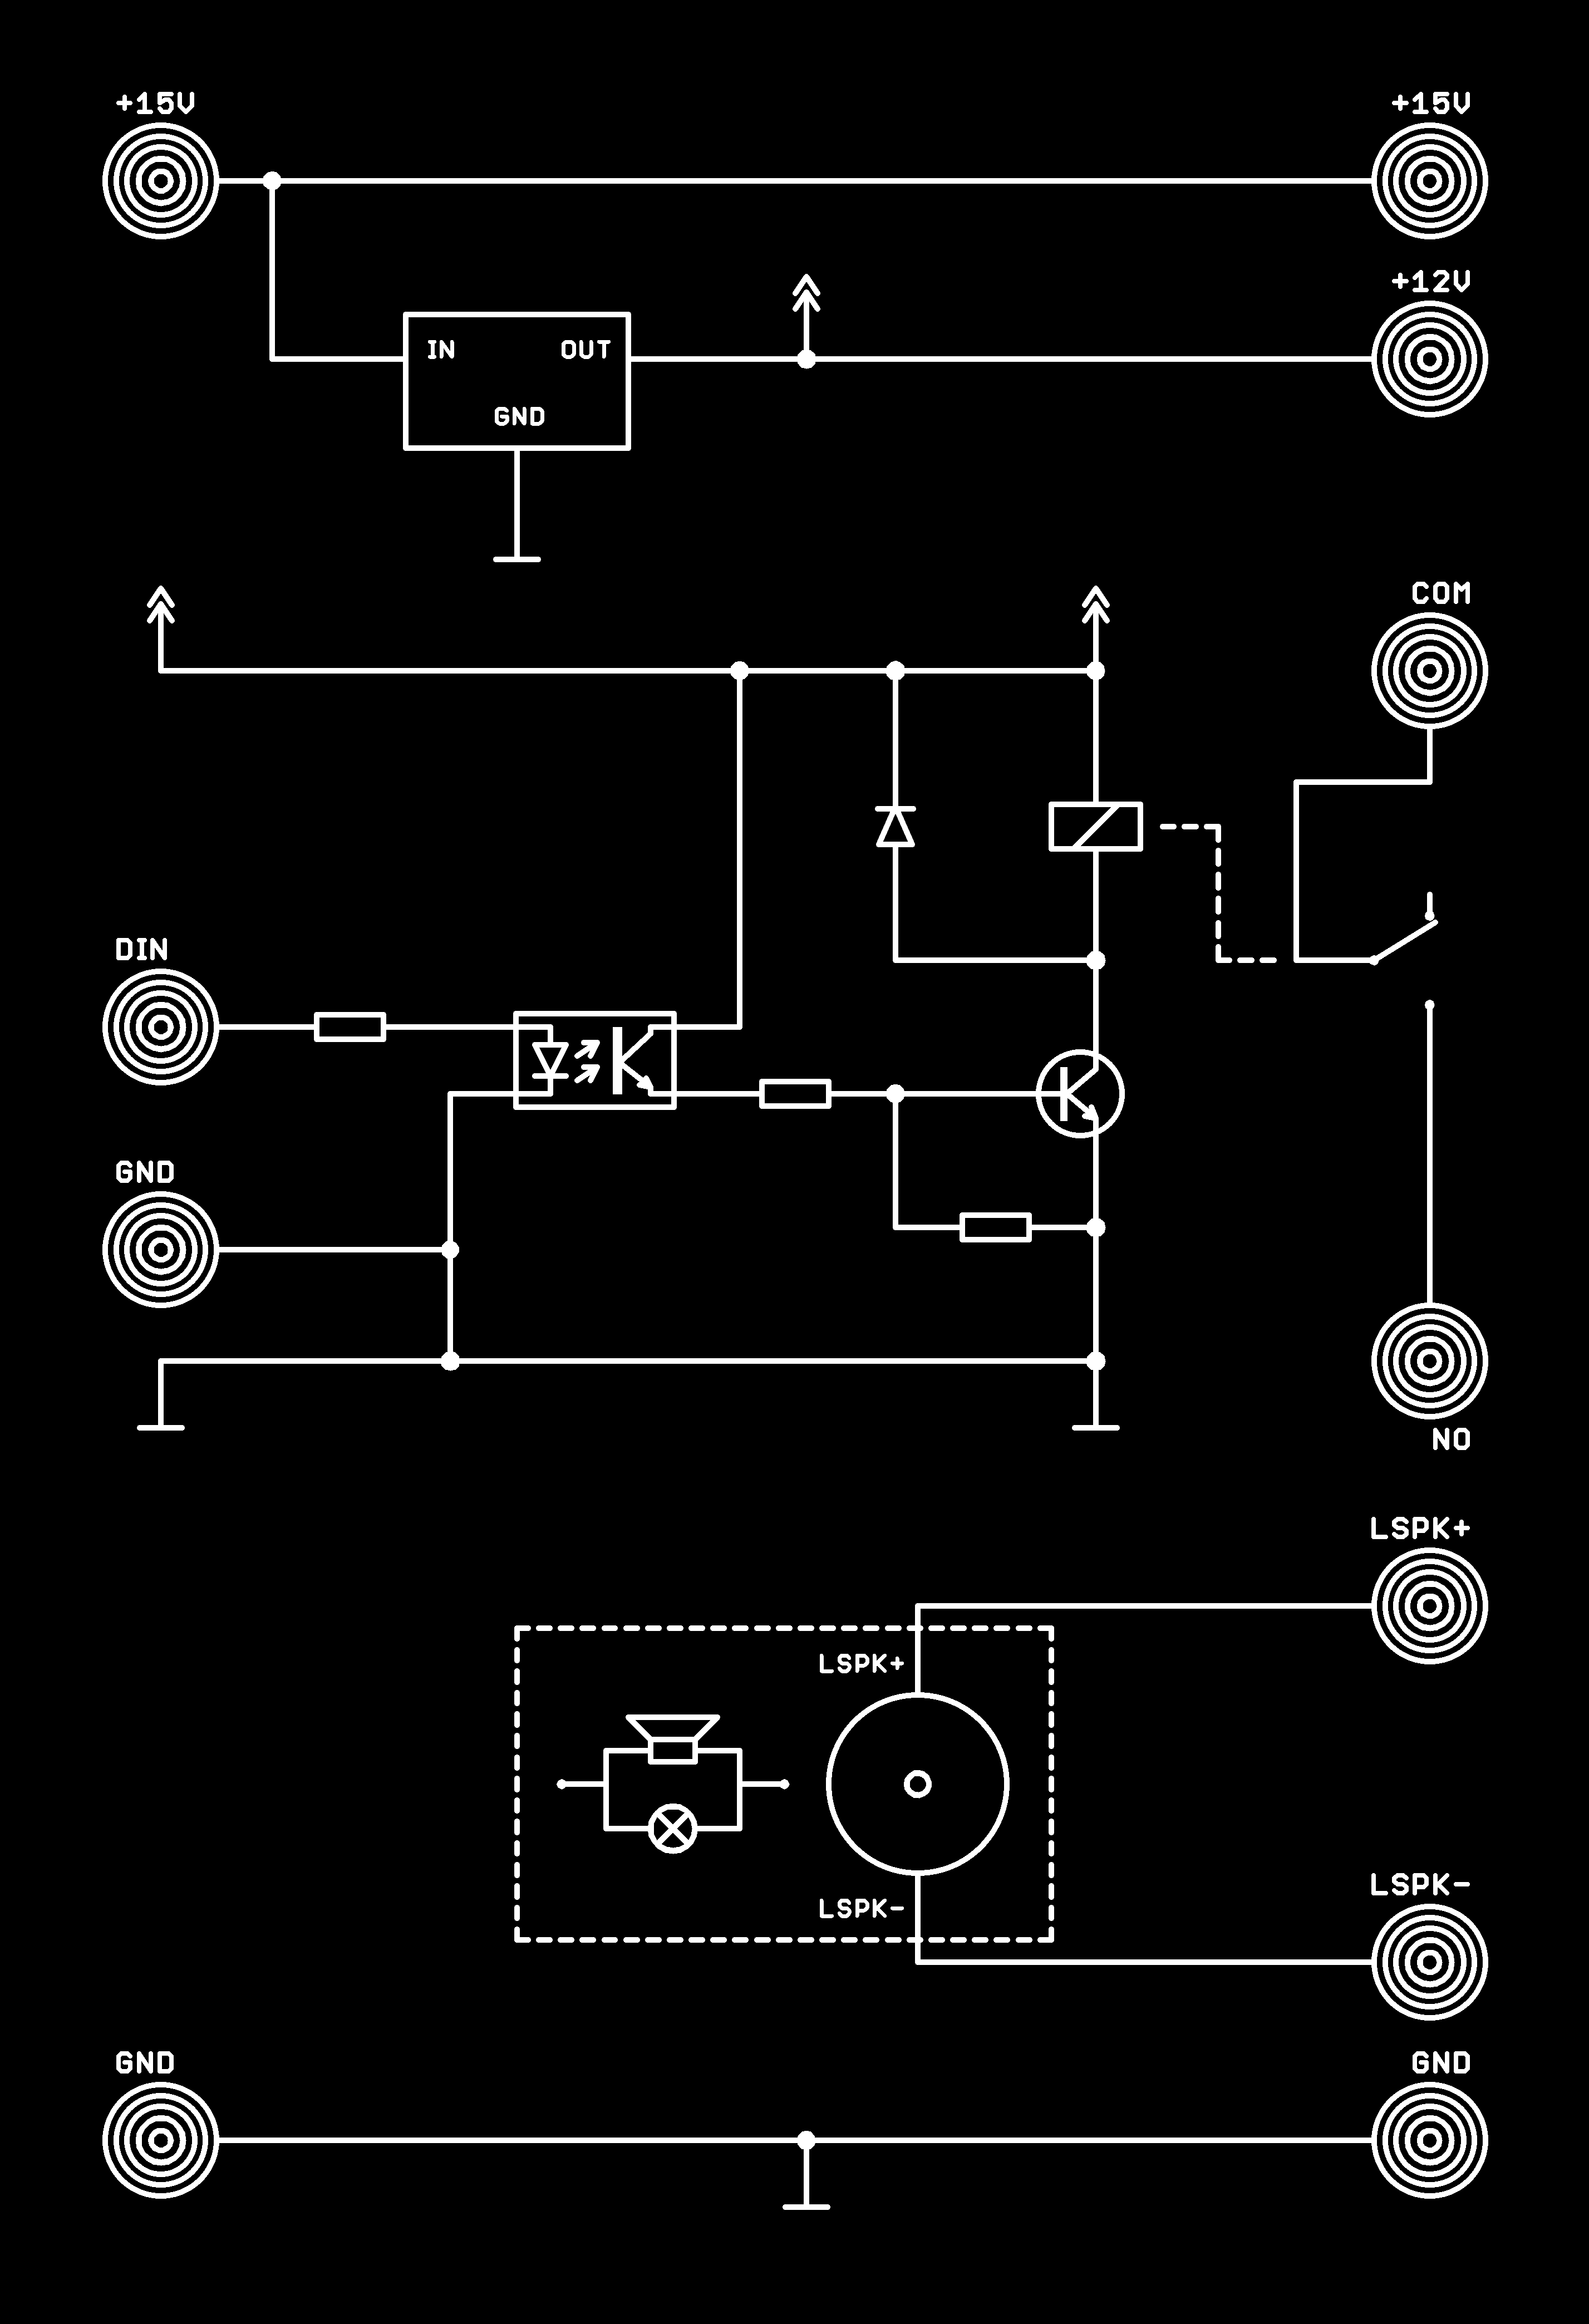 +15V
+15V
+12V
IN
OUT
GND
COM
DIN
GND
NO
LSPK+
LSPK+
LSPK-
LSPK-
GND
GND